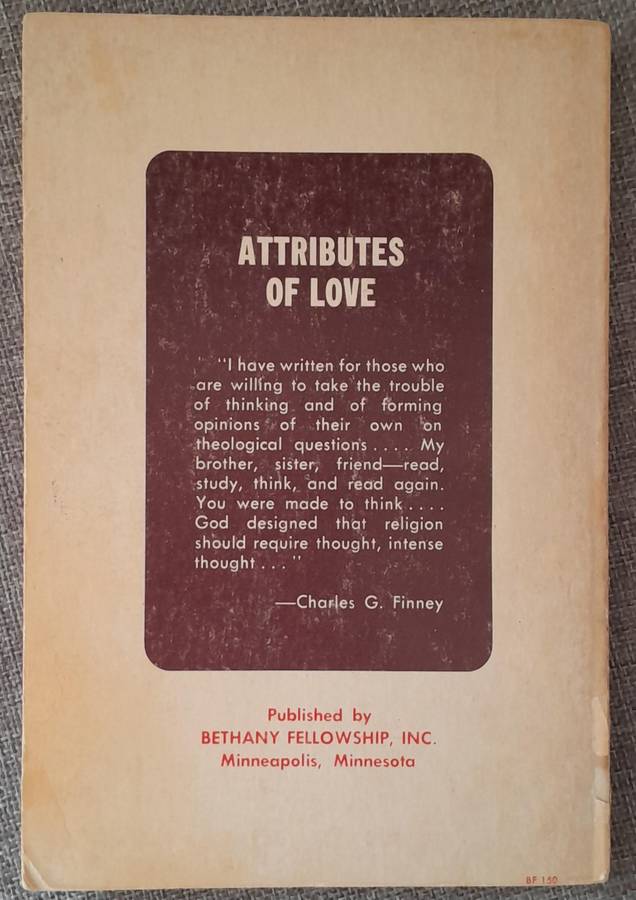 ATTRIBUTES
OF LOVE
"I have written for those who
are willing to take the trouble
of thinking and of forming
opinions of their own on
theological questions . . . . My
brother, sister, friend—read,
study, think, and read again.
You were made to think . . . .
God designed that religion
should require thought, intense
thought . . ."
—Charles G. Finney
Published by
BETHANY FELLOWSHIP, INC.
Minneapolis, Minnesota
BF 150